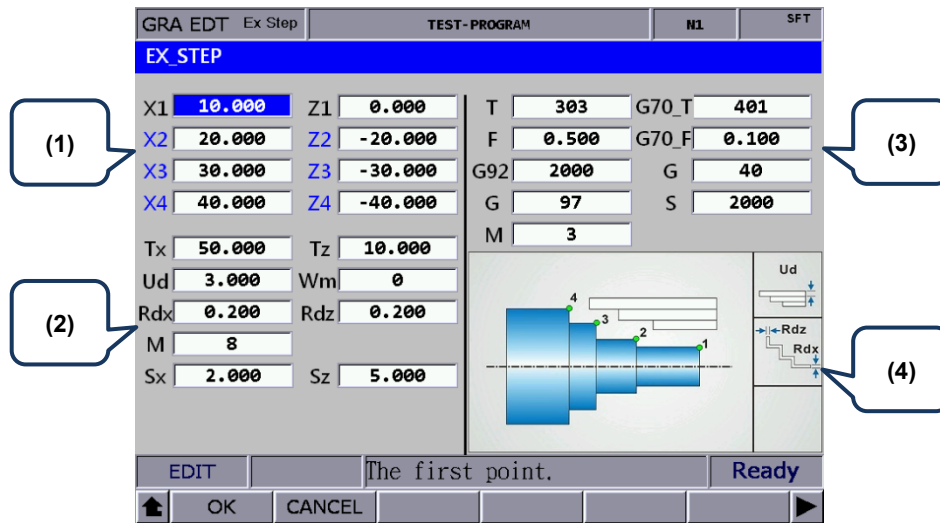 GRA EDT Ex Step TEST-PROGRAM N1 SFT
EX_STEP
X1 10.000 Z1 0.000 T 303 G70_T 401
X2 20.000 Z2 -20.000 F 0.500 G70_F 0.100
X3 30.000 Z3 -30.000 G92 2000 G 40
X4 40.000 Z4 -40.000 G 97 S 2000
M 3
Tx 50.000 Tz 10.000
Ud 3.000 Wm 0
Rdx 0.200 Rdz 0.200
M 8
Sx 2.000 Sz 5.000
4
3
2
1
Ud
Rdz
Rdx
(1)
(2)
(3)
(4)
EDIT The first point. Ready
OK CANCEL